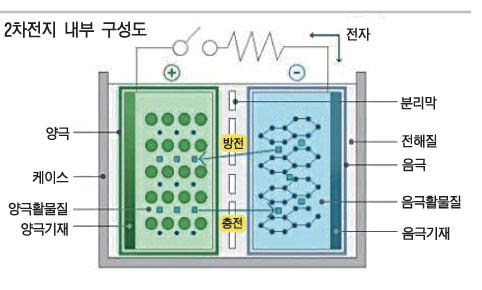 2차전지 내부 구성도
전자
+
-
분리막
양극
방전
전해질
음극
케이스
양극활물질
음극활물질
충전
양극기재
음극기재